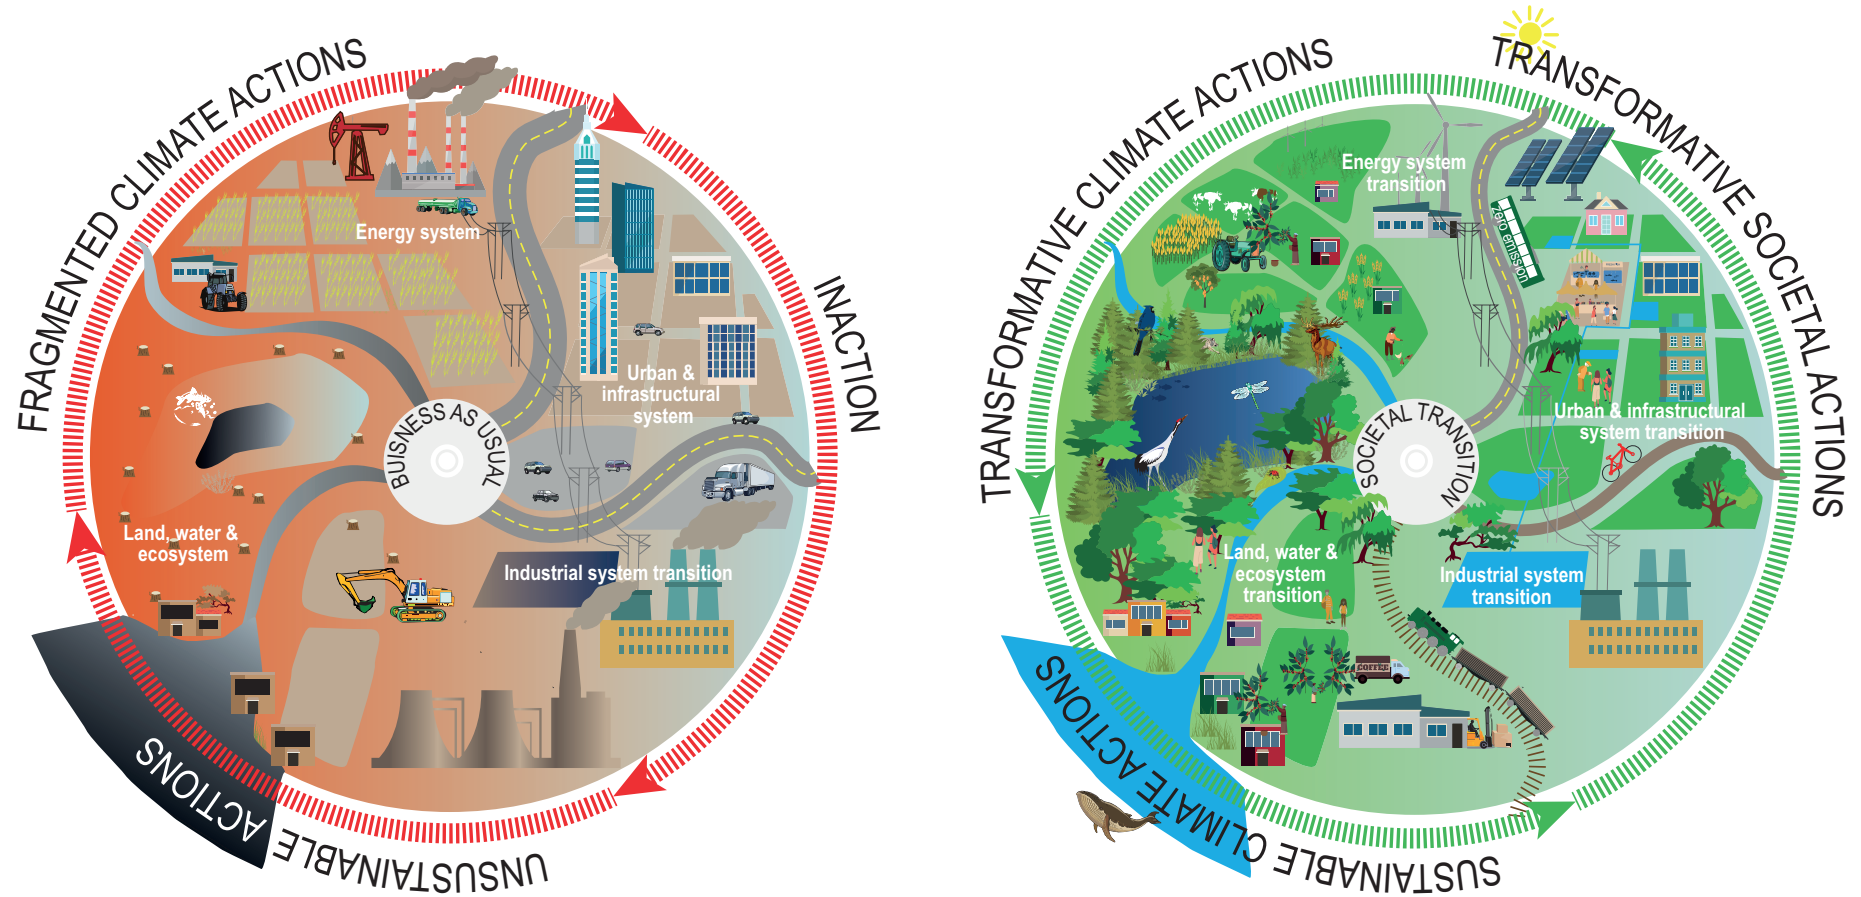 FRAGMENTED CLIMATE ACTIONS
INACTION
UNSUSTAINABLE ACTIONS
Energy system
Urban &
infrastructural
system
BUISNESS AS USUAL
Land, water &
ecosystem
Industrial system transition
TRANSFORMATIVE CLIMATE ACTIONS
TRANSFORMATIVE SOCIETAL ACTIONS
SUSTAINABLE CLIMATE ACTIONS
Energy system
transition
Zero emission
Urban & infrastructural
system transition
SOCIETAL TRANSITION
Land, water &
ecosystem
transition
Industrial system
transition
COFFEE